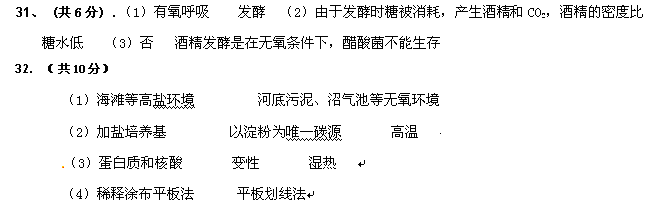 31、（共6分）.（1）有氧呼吸 发酵 （2）由于发酵时糖被消耗，产生酒精和CO₂，酒精的密度比
糖水低 （3）否 酒精发酵是在无氧条件下，醋酸菌不能生存
32. （共10分）
（1）海滩等高盐环境 河底污泥、沼气池等无氧环境
（2）加盐培养基 以淀粉为唯一碳源 高温
（3）蛋白质和核酸 变性 湿热 ↵
（4）稀释涂布平板法 平板划线法↵